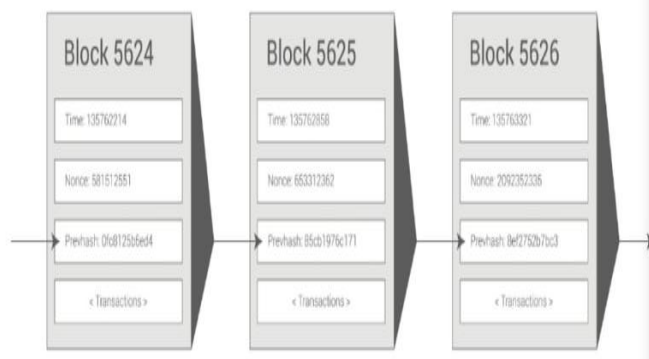 Block 5624
Time: 135762214
Nonce: 581512551
Prevhash: 0fc8125b6ed4
< Transactions >
Block 5625
Time: 135762858
Nonce: 653312362
Prevhash: 85cb1976c171
< Transactions >
Block 5626
Time: 135763321
Nonce: 2092352336
Prevhash: 8ef2752b7bc3
< Transactions >